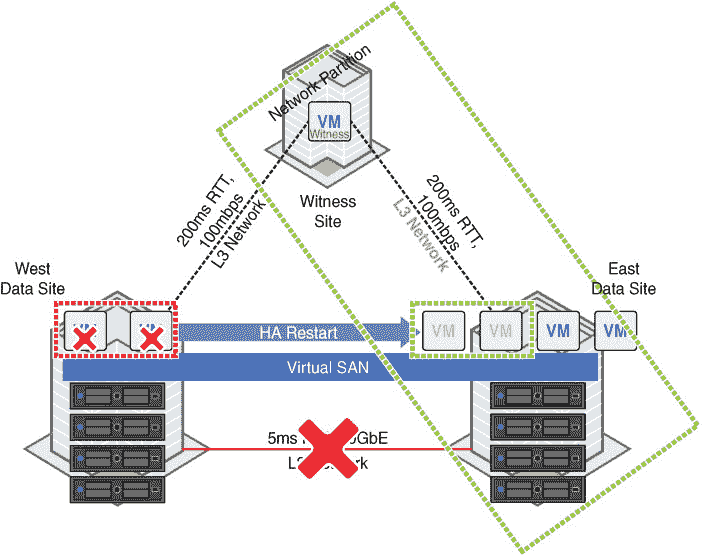 Network Partition
VM
Witness
Witness
Site
200ms RTT,
100mbps
L3 Network
200ms RTT,
100mbps
L3 Network
West
Data Site
East
Data Site
HA Restart
VM
VM
VM
VM
Virtual SAN
5ms
GbE